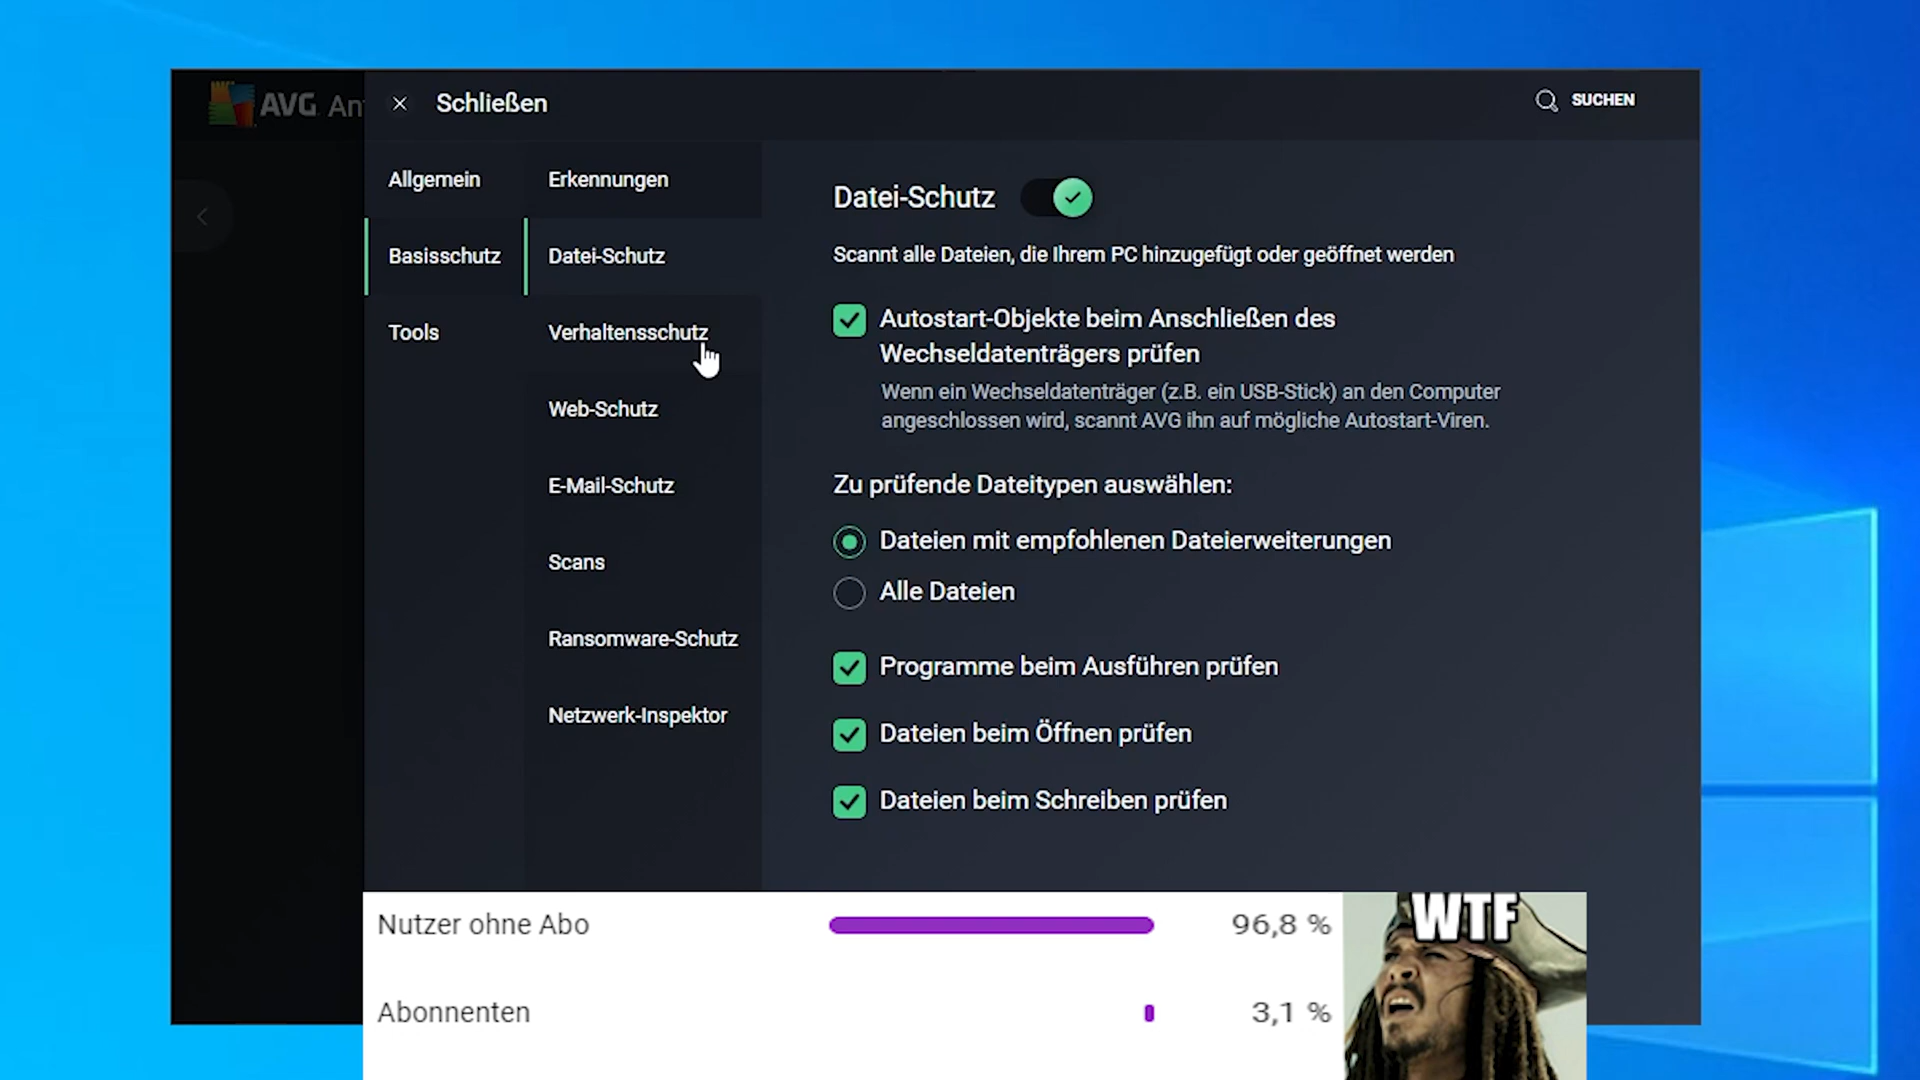 AVG
Schließen
SUCHEN
Allgemein
Basisschutz
Tools
Erkennungen
Datei-Schutz
Verhaltensschutz
Web-Schutz
E-Mail-Schutz
Scans
Ransomware-Schutz
Netzwerk-Inspektor
Datei-Schutz
Scannt alle Dateien, die Ihrem PC hinzugefügt oder geöffnet werden
Autostart-Objekte beim Anschließen des
Wechseldatenträgers prüfen
Wenn ein Wechseldatenträger (z.B. ein USB-Stick) an den Computer
angeschlossen wird, scannt AVG ihn auf mögliche Autostart-Viren.
Zu prüfende Dateitypen auswählen:
Dateien mit empfohlenen Dateierweiterungen
Alle Dateien
Programme beim Ausführen prüfen
Dateien beim Öffnen prüfen
Dateien beim Schreiben prüfen
Nutzer ohne Abo 96,8 %
Abonnenten 3,1 %
WTF